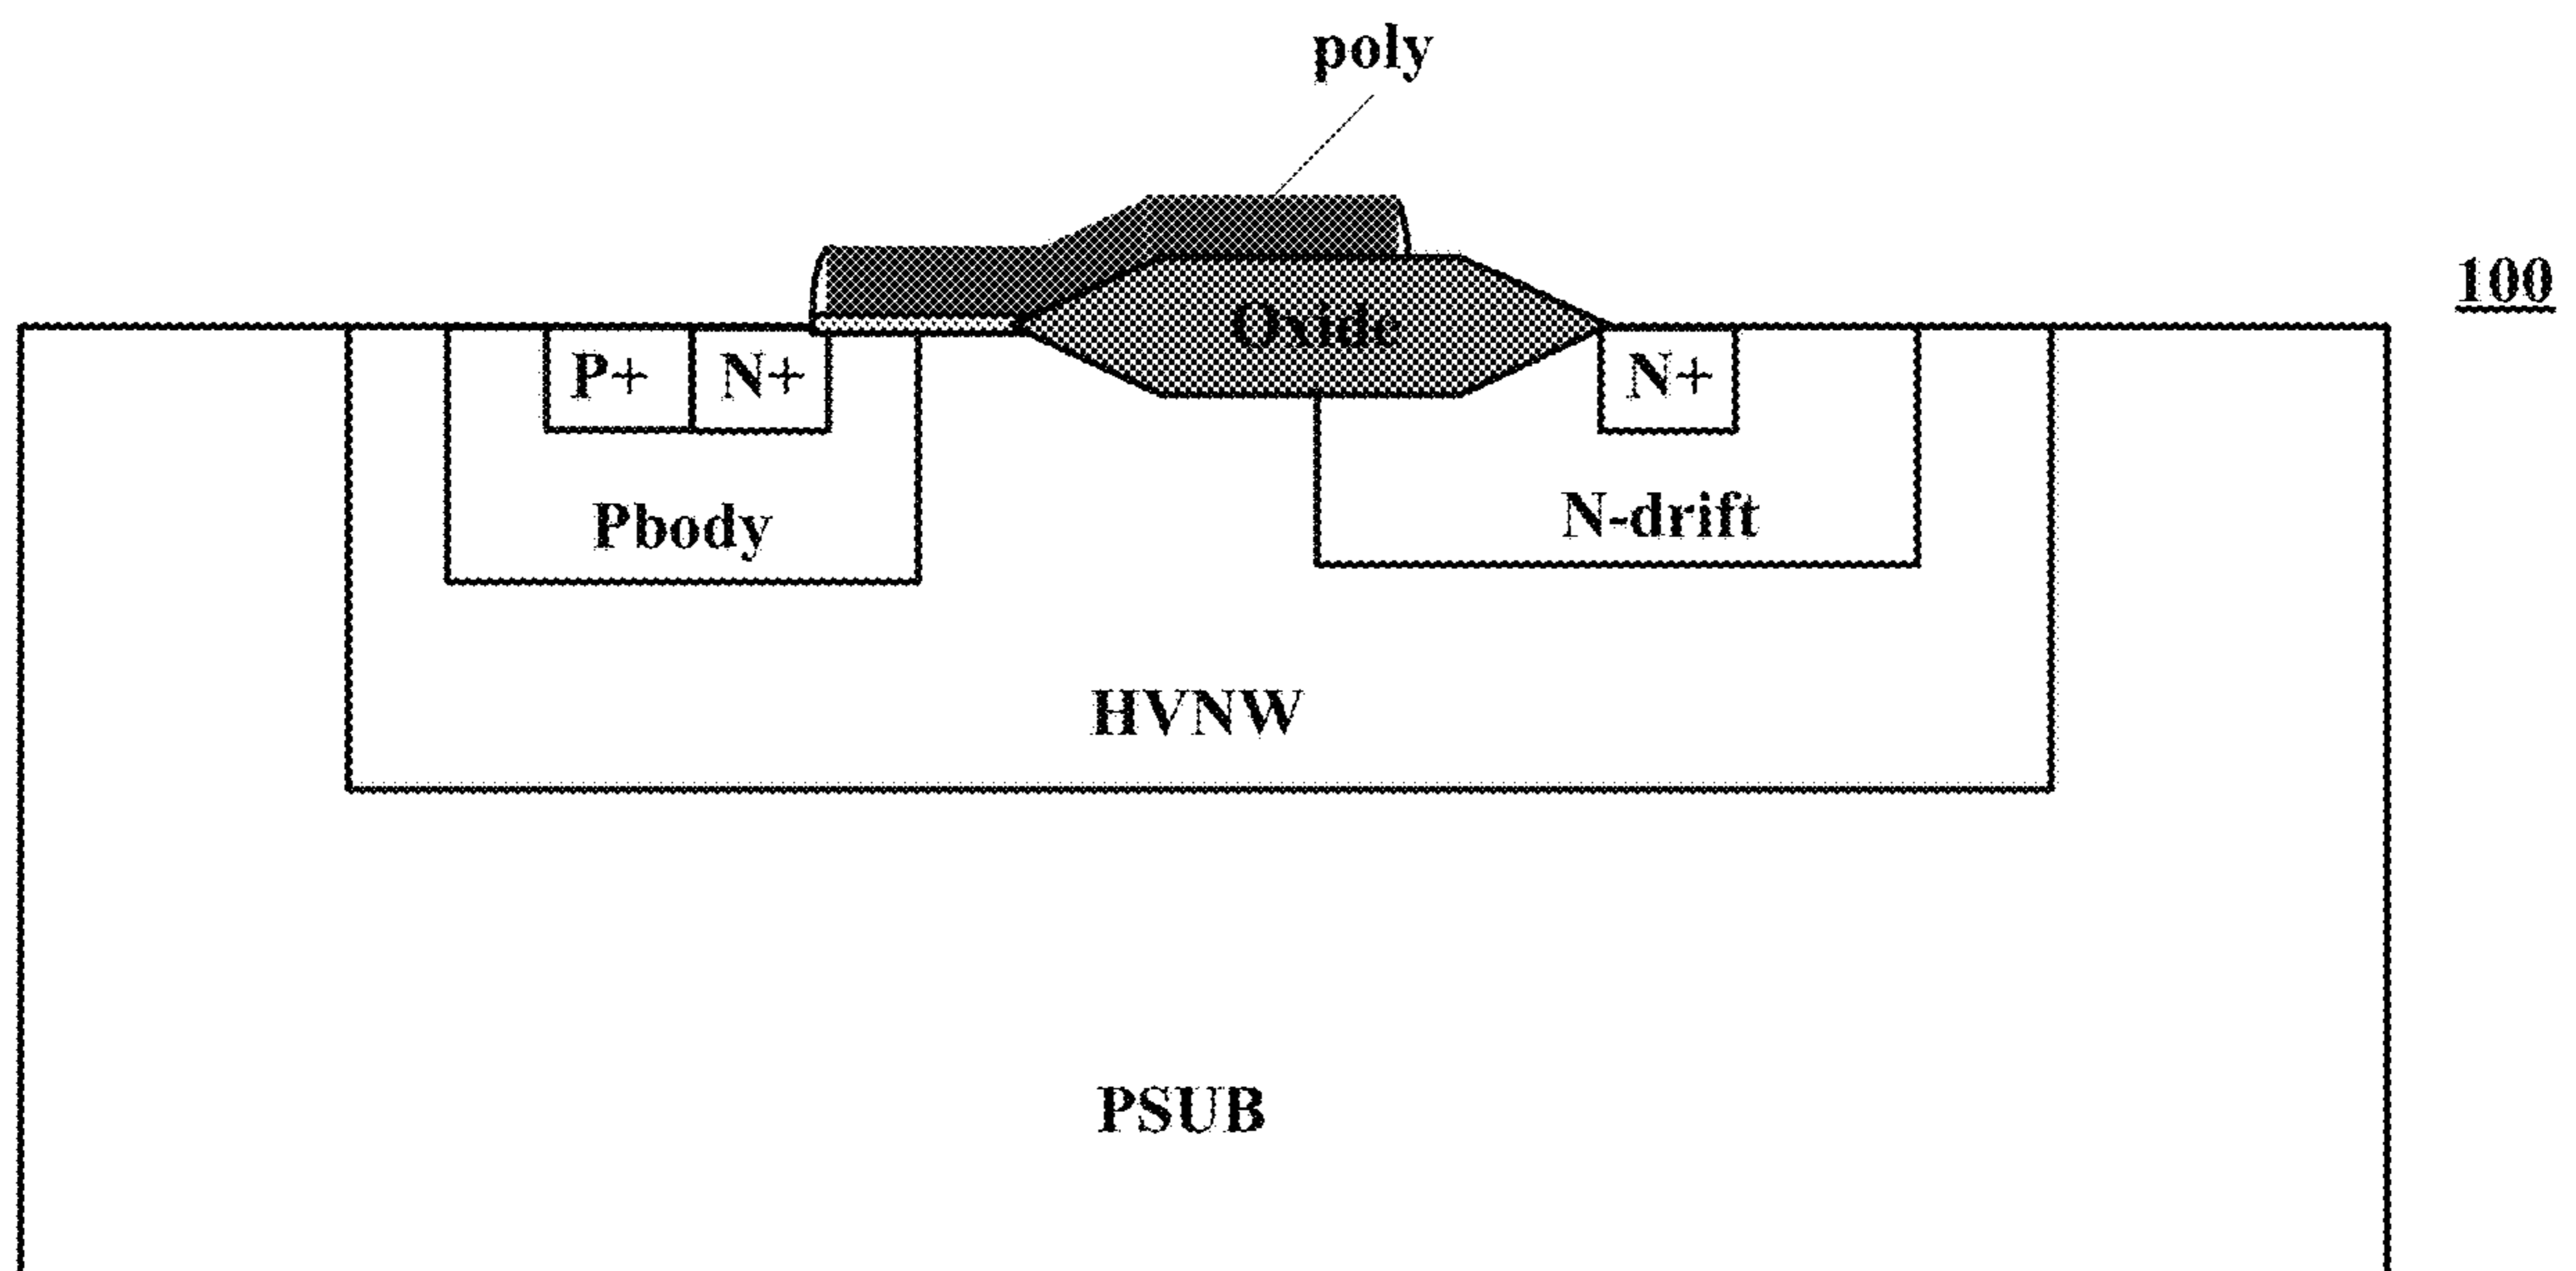 poly
100
Oxide
P+ N+ N+
Pbody
N-drift
HVNW
PSUB